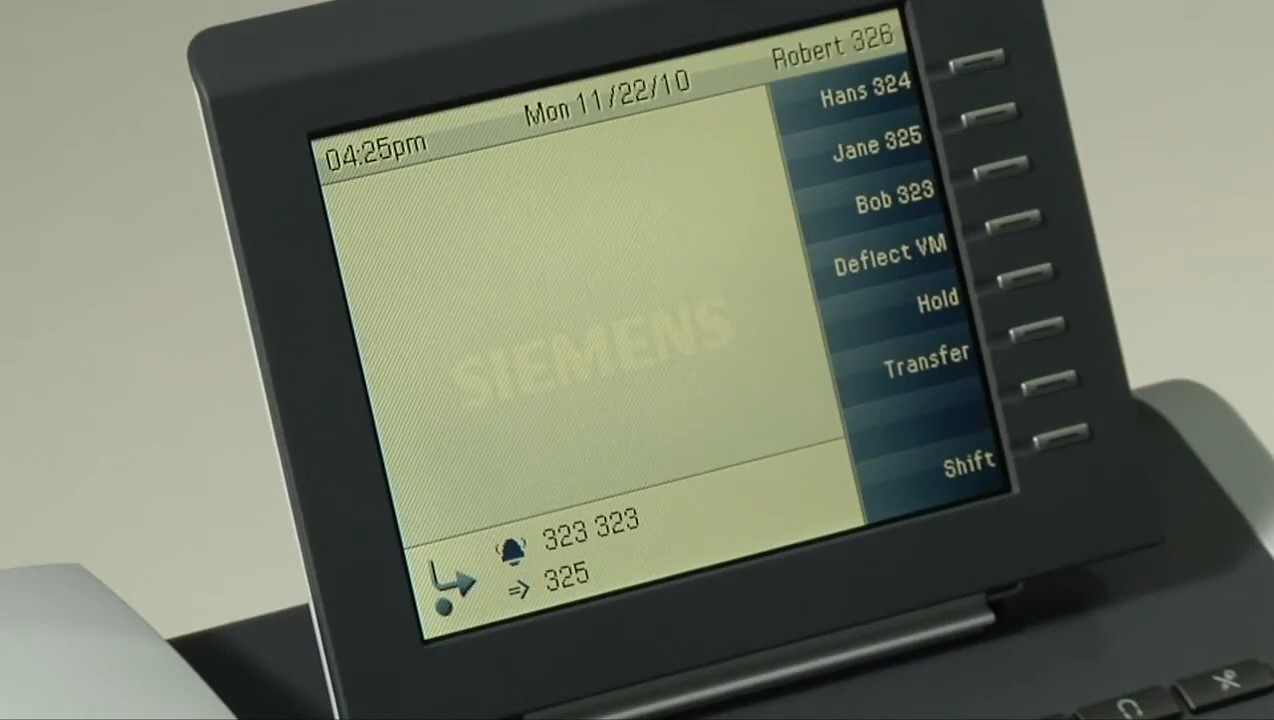 04:25pm Mon 11/22/10 Robert 326
Hans 324
Jane 325
Bob 323
Deflect VM
Hold
Transfer
Shift
SIEMENS
323 323
=> 325